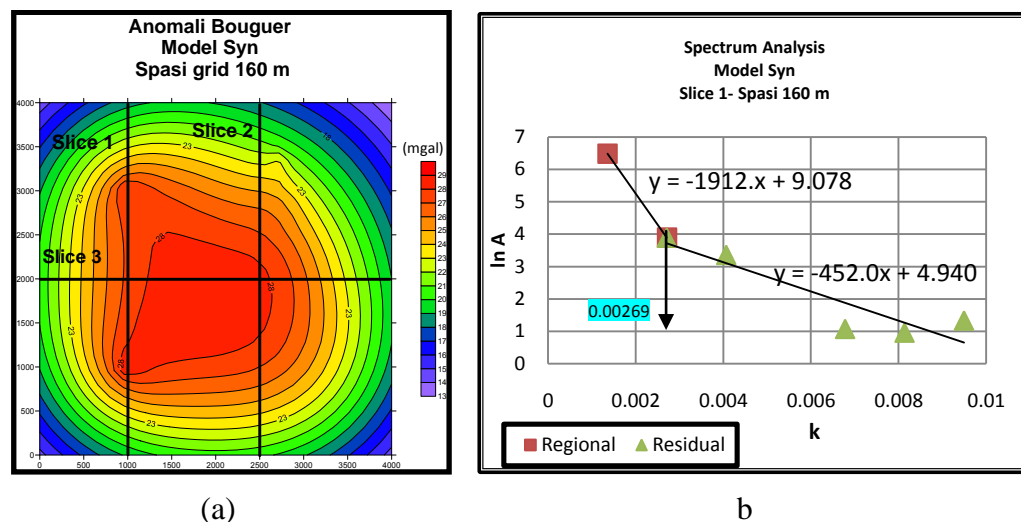 Anomali Bouguer
Model Syn
Spasi grid 160 m
4000
3500
3000
2500
2000
1500
1000
500
0
0 500 1000 1500 2000 2500 3000 3500 4000
Slice 1
Slice 2
Slice 3
23
23
18
23
23
28
28
28
28
23
23
(mgal)
29
28
27
26
25
24
23
22
21
20
19
18
17
16
15
14
13
(a)
Spectrum Analysis
Model Syn
Slice 1- Spasi 160 m
ln A
7
6
5
4
3
2
1
0
y = -1912.x + 9.078
y = -452.0x + 4.940
0.00269
0 0.002 0.004 0.006 0.008 0.01
k
Regional Residual
b